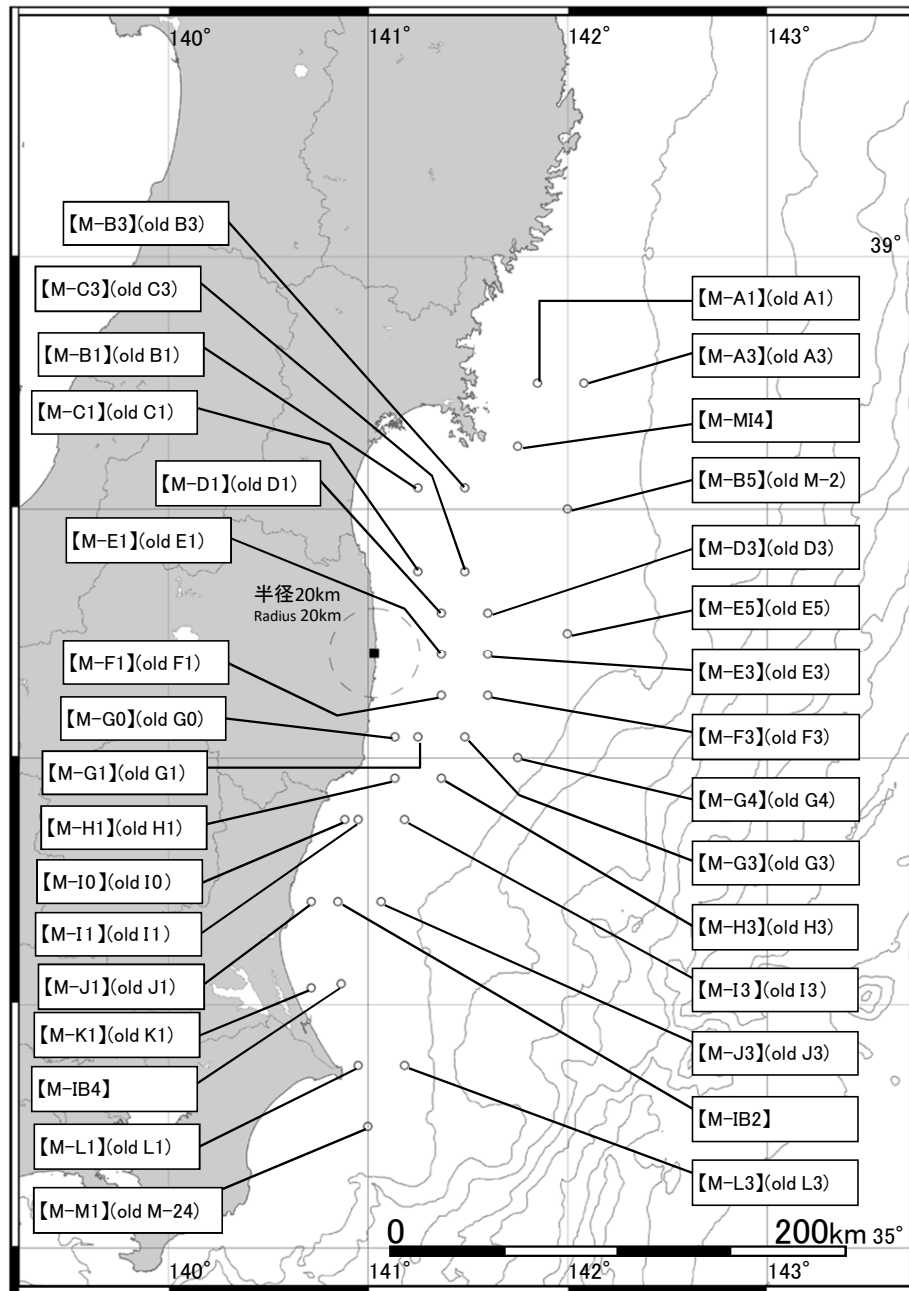 140°
141°
142°
143°
【M-B3】(old B3)
39°
【M-C3】(old C3)
【M-A1】(old A1)
【M-B1】(old B1)
【M-A3】(old A3)
【M-C1】(old C1)
【M-MI4】
【M-D1】(old D1)
【M-B5】(old M-2)
【M-E1】(old E1)
【M-D3】(old D3)
半径20km
Radius 20km
【M-E5】(old E5)
【M-F1】(old F1)
【M-E3】(old E3)
【M-G0】(old G0)
【M-F3】(old F3)
【M-G1】(old G1)
【M-G4】(old G4)
【M-H1】(old H1)
【M-G3】(old G3)
【M-I0】(old I0)
【M-H3】(old H3)
【M-I1】(old I1)
【M-J1】(old J1)
【M-I3】(old I3)
【M-K1】(old K1)
【M-J3】(old J3)
【M-IB4】
【M-IB2】
【M-L1】(old L1)
【M-L3】(old L3)
【M-M1】(old M-24)
0
200km
35°
140°
141°
142°
143°